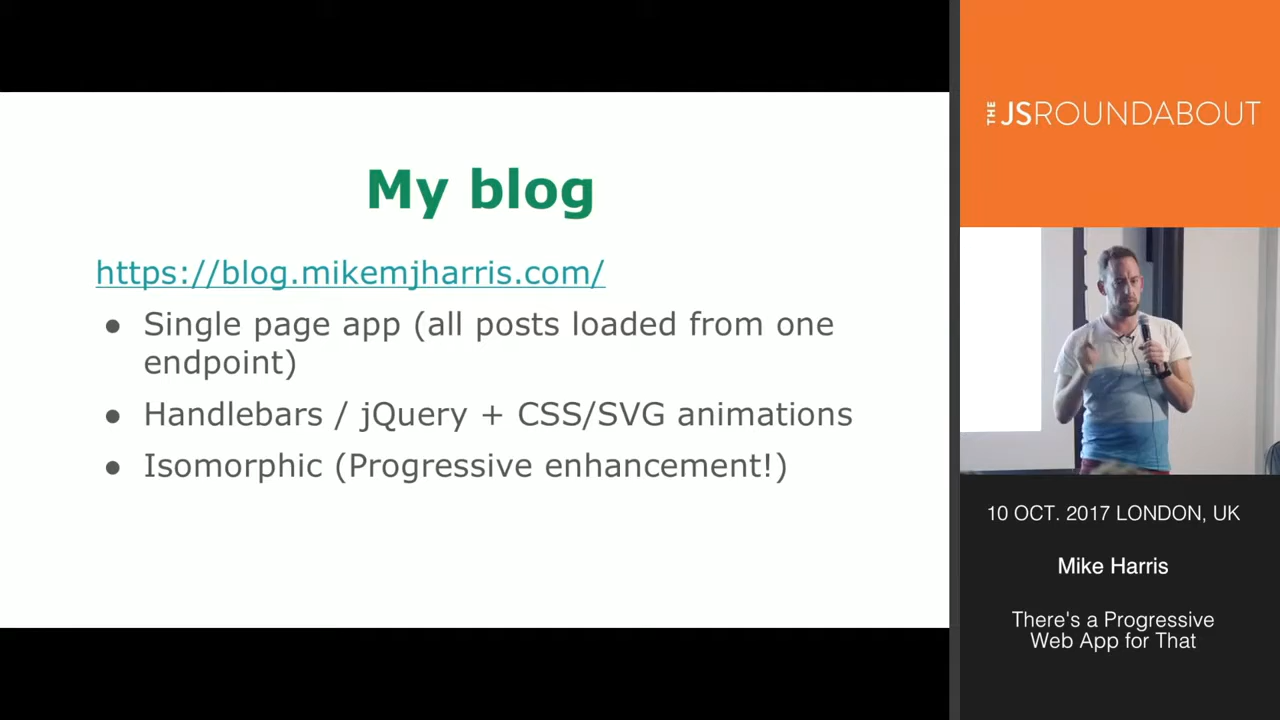 My blog
https://blog.mikemjharris.com/
● Single page app (all posts loaded from one
endpoint)
● Handlebars / jQuery + CSS/SVG animations
● Isomorphic (Progressive enhancement!)
THE JSROUNDABOUT
10 OCT. 2017 LONDON, UK
Mike Harris
There's a Progressive
Web App for That